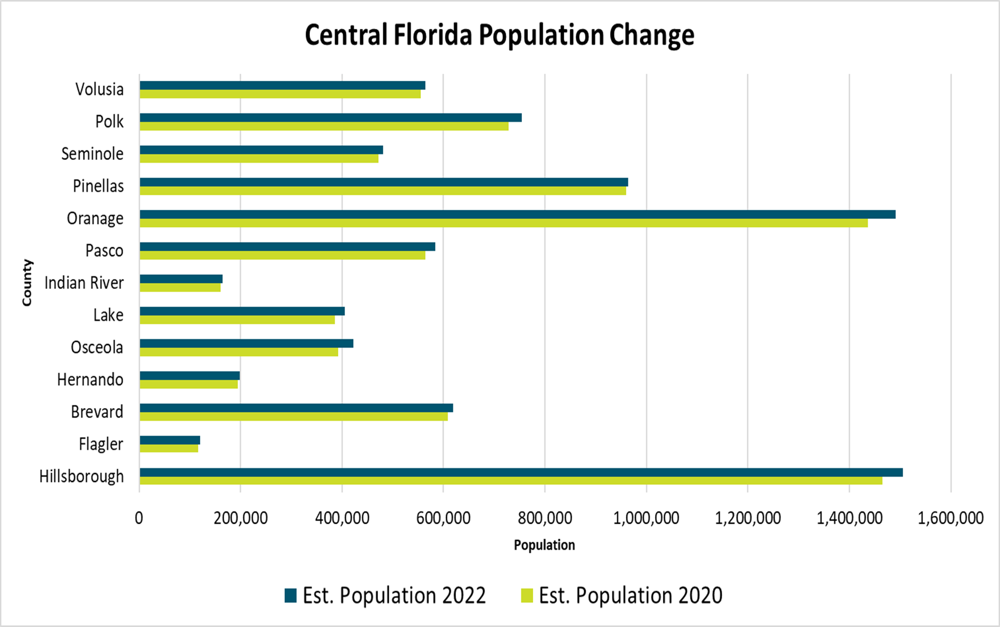 Central Florida Population Change
Volusia
Polk
Seminole
Pinellas
Oranage
Pasco
Indian River
Lake
Osceola
Hernando
Brevard
Flagler
Hillsborough
County
0 200,000 400,000 600,000 800,000 1,000,000 1,200,000 1,400,000 1,600,000
Population
Est. Population 2022 Est. Population 2020